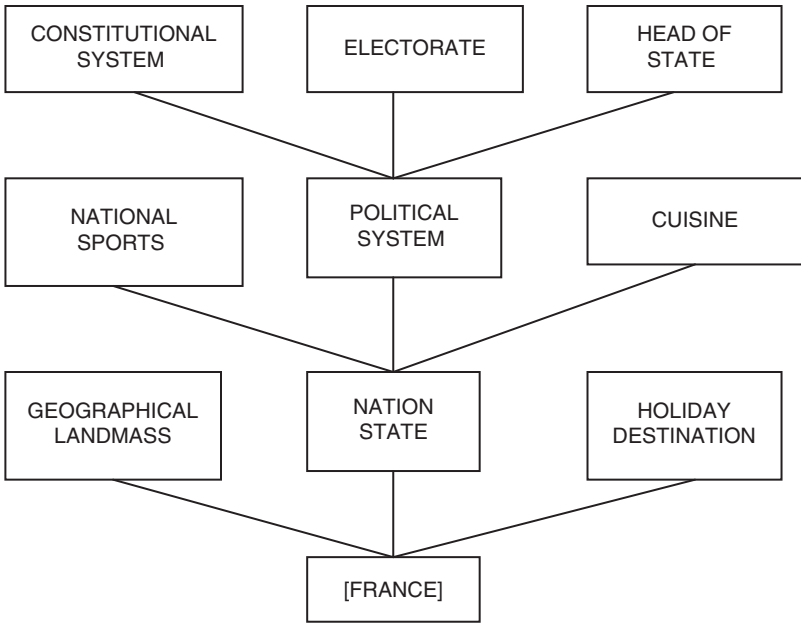 CONSTITUTIONAL
SYSTEM
ELECTORATE
HEAD OF
STATE
NATIONAL
SPORTS
POLITICAL
SYSTEM
CUISINE
GEOGRAPHICAL
LANDMASS
NATION
STATE
HOLIDAY
DESTINATION
[FRANCE]